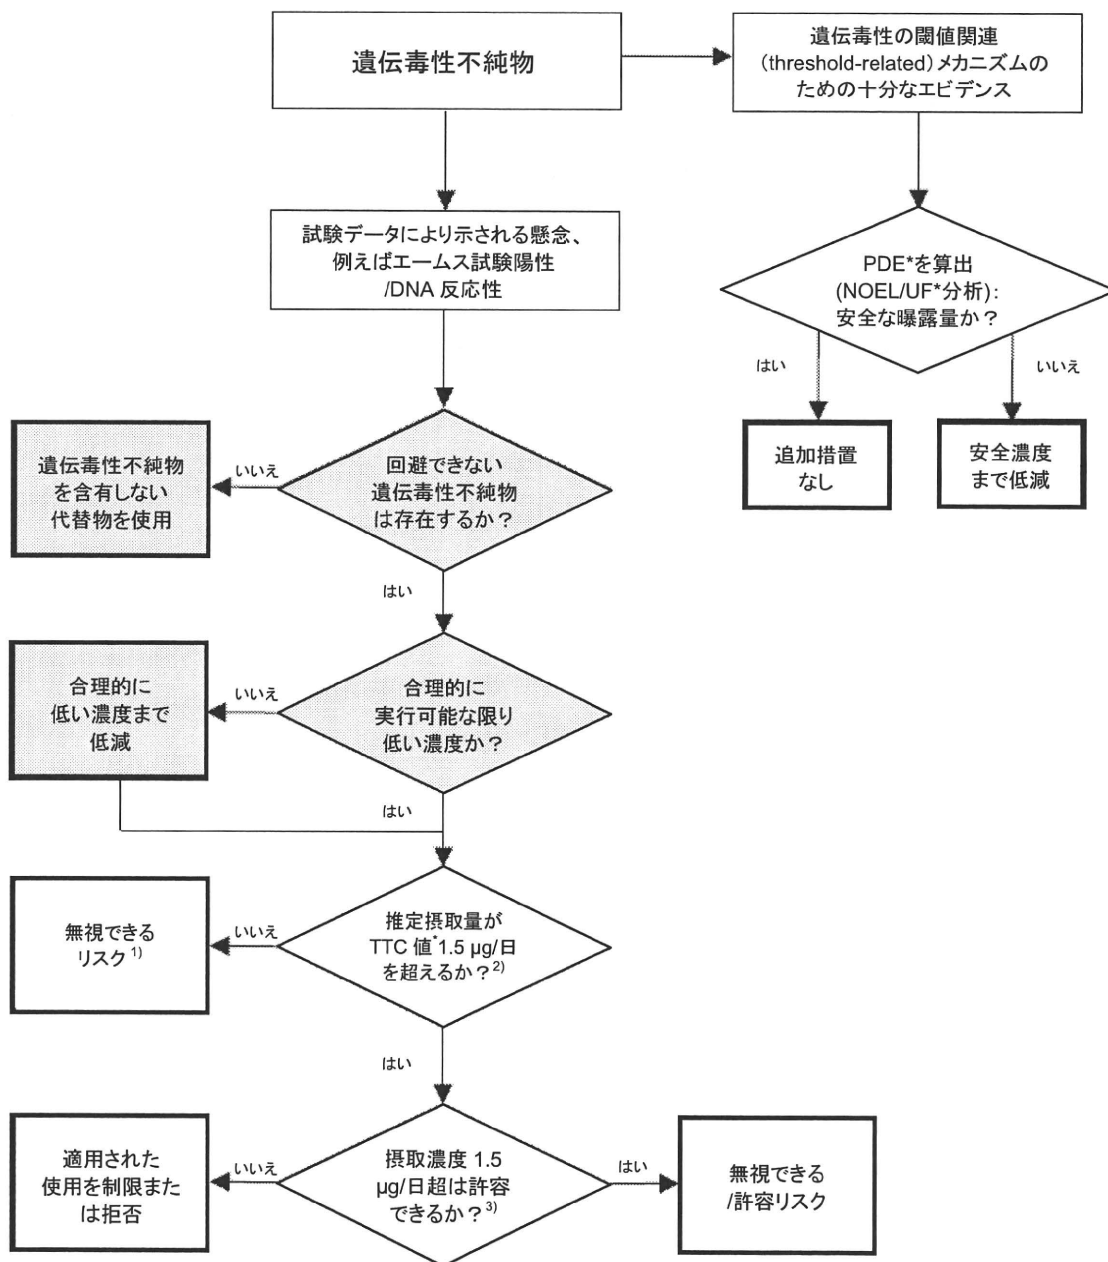 遺伝毒性不純物
遺伝毒性の閾値関連
(threshold-related)メカニズムの
ための十分なエビデンス
試験データにより示される懸念、
例えばエームス試験陽性
/DNA 反応性
PDE*を算出
(NOEL/UF*分析):
安全な曝露量か?
はい
いいえ
追加措置
なし
安全濃度
まで低減
遺伝毒性不純物
を含有しない
代替物を使用
いいえ
回避できない
遺伝毒性不純物
は存在するか?
はい
合理的に
低い濃度まで
低減
いいえ
合理的に
実行可能な限り
低い濃度か?
はい
無視できる
リスク 1)
いいえ
推定摂取量が
TTC 値*1.5 µg/日
を超えるか?2)
はい
適用された
使用を制限また
は拒否
いいえ
摂取濃度 1.5
µg/日超は許容
できるか?3)
はい
無視できる
/許容リスク